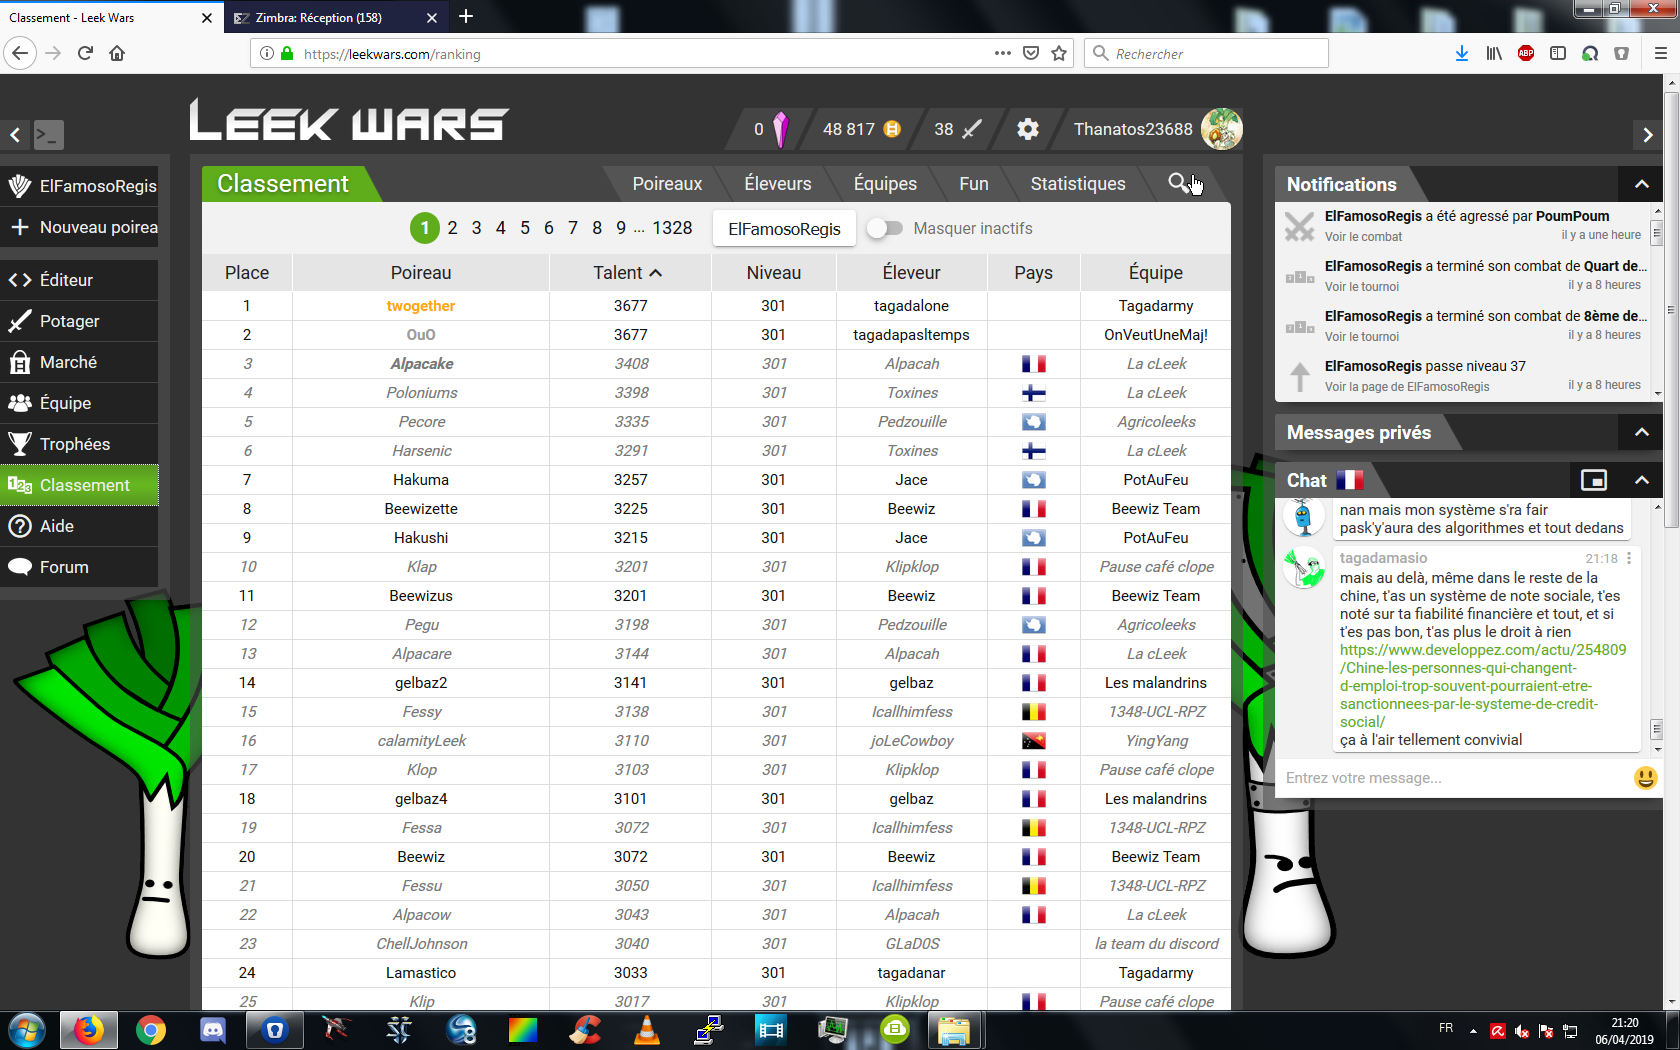 Classement - Leek Wars
Zimbra: Réception (158)
https://leekwars.com/ranking
Rechercher
LEEK WARS
0
48 817
38
Thanatos23688
ElFamosoRegis
Nouveau poirea
Éditeur
Potager
Marché
Équipe
Trophées
Classement
Aide
Forum
Classement
Poireaux Éleveurs Équipes Fun Statistiques
1 2 3 4 5 6 7 8 9 ... 1328 ElFamosoRegis Masquer inactifs
Place Poireau Talent Niveau Éleveur Pays Équipe
1 twogether 3677 301 tagadalone Tagadarmy
2 OuO 3677 301 tagadapasltemps OnVeutUneMaj!
3 Alpacake 3408 301 Alpacah La cLeek
4 Poloniums 3398 301 Toxines La cLeek
5 Pecore 3335 301 Pedzouille Agricoleeks
6 Harsenic 3291 301 Toxines La cLeek
7 Hakuma 3257 301 Jace PotAuFeu
8 Beewizette 3225 301 Beewiz Beewiz Team
9 Hakushi 3215 301 Jace PotAuFeu
10 Klap 3201 301 Klipklop Pause café clope
11 Beewizus 3201 301 Beewiz Beewiz Team
12 Pegu 3198 301 Pedzouille Agricoleeks
13 Alpacare 3144 301 Alpacah La cLeek
14 gelbaz2 3141 301 gelbaz Les malandrins
15 Fessy 3138 301 Icallhimfess 1348-UCL-RPZ
16 calamityLeek 3110 301 joLeCowboy YingYang
17 Klop 3103 301 Klipklop Pause café clope
18 gelbaz4 3101 301 gelbaz Les malandrins
19 Fessa 3072 301 Icallhimfess 1348-UCL-RPZ
20 Beewiz 3072 301 Beewiz Beewiz Team
21 Fessu 3050 301 Icallhimfess 1348-UCL-RPZ
22 Alpacow 3043 301 Alpacah La cLeek
23 ChellJohnson 3040 301 GLaD0S la team du discord
24 Lamastico 3033 301 tagadanar Tagadarmy
25 Klip 3017 301 Klipklop Pause café clope
Notifications
ElFamosoRegis a été agressé par PoumPoum
Voir le combat il y a une heure
ElFamosoRegis a terminé son combat de Quart de...
Voir le tournoi il y a 8 heures
ElFamosoRegis a terminé son combat de 8ème de...
Voir le tournoi il y a 8 heures
ElFamosoRegis passe niveau 37
Voir la page de ElFamosoRegis il y a 8 heures
Messages privés
Chat
nan mais mon système s'ra fair
pask'y'aura des algorithmes et tout dedans
tagadamasio 21:18
mais au delà, même dans le reste de la
chine, t'as un système de note sociale, t'es
noté sur ta fiabilité financière et tout, et si
t'es pas bon, t'as plus le droit à rien
https://www.developpez.com/actu/254809
/Chine-les-personnes-qui-changent-
d-emploi-trop-souvent-pourraient-etre-
sanctionnees-par-le-systeme-de-credit-
social/
ça à l'air tellement convivial
Entrez votre message...
FR
21:20
06/04/2019